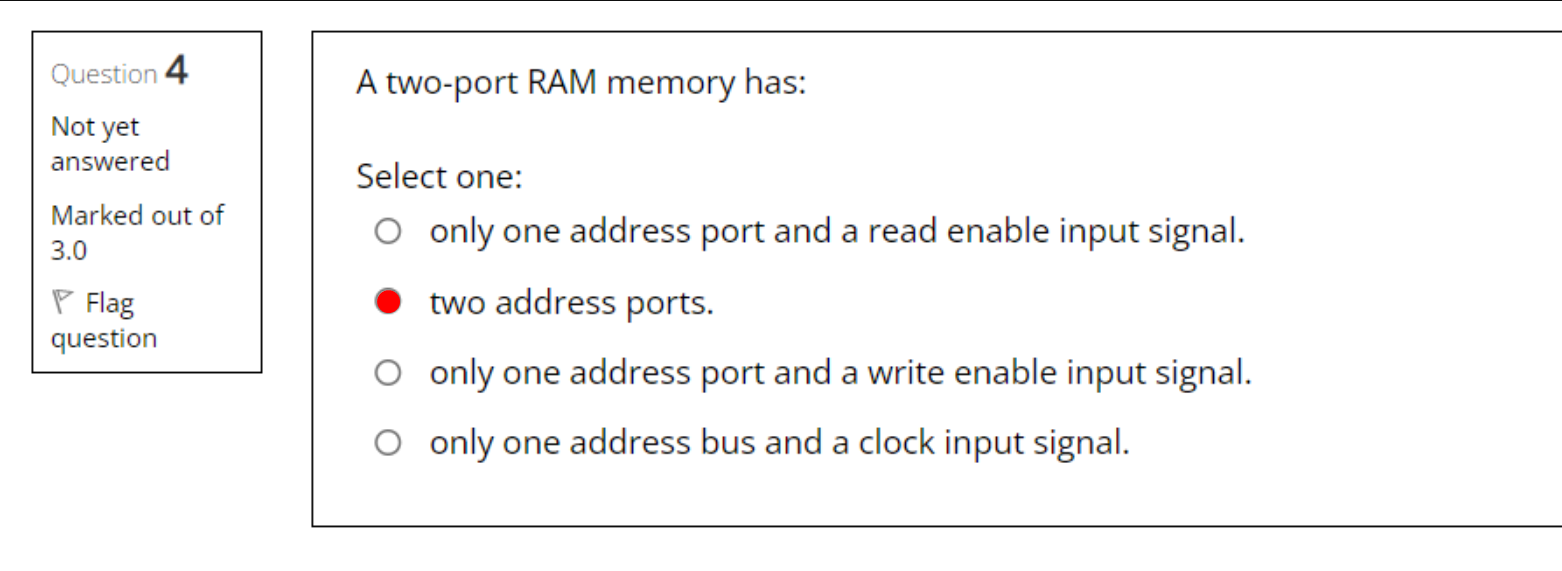 Question 4
Not yet
answered
Marked out of
3.0
Flag
question
A two-port RAM memory has:
Select one:
only one address port and a read enable input signal.
two address ports.
only one address port and a write enable input signal.
only one address bus and a clock input signal.